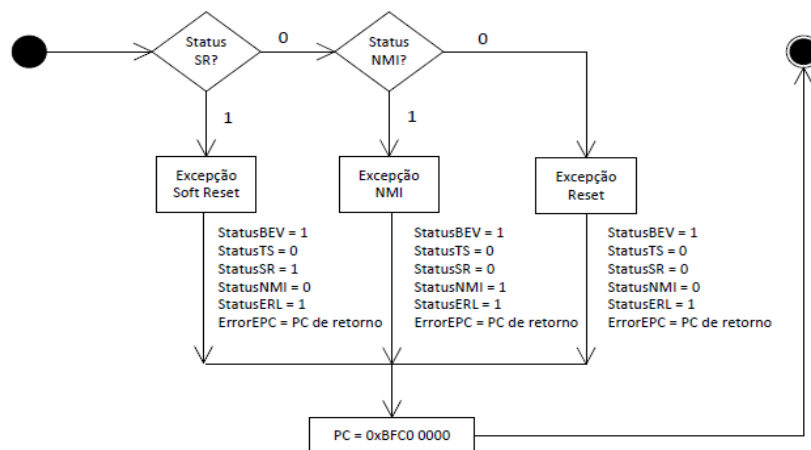 Status
SR?
0
Status
NMI?
0
1
1
Excepção
Soft Reset
Excepção
NMI
Excepção
Reset
StatusBEV = 1
StatusTS = 0
StatusSR = 1
StatusNMI = 0
StatusERL = 1
ErrorEPC = PC de retorno
StatusBEV = 1
StatusTS = 0
StatusSR = 0
StatusNMI = 1
StatusERL = 1
ErrorEPC = PC de retorno
StatusBEV = 1
StatusTS = 0
StatusSR = 0
StatusNMI = 0
StatusERL = 1
ErrorEPC = PC de retorno
PC = 0xBFC0 0000